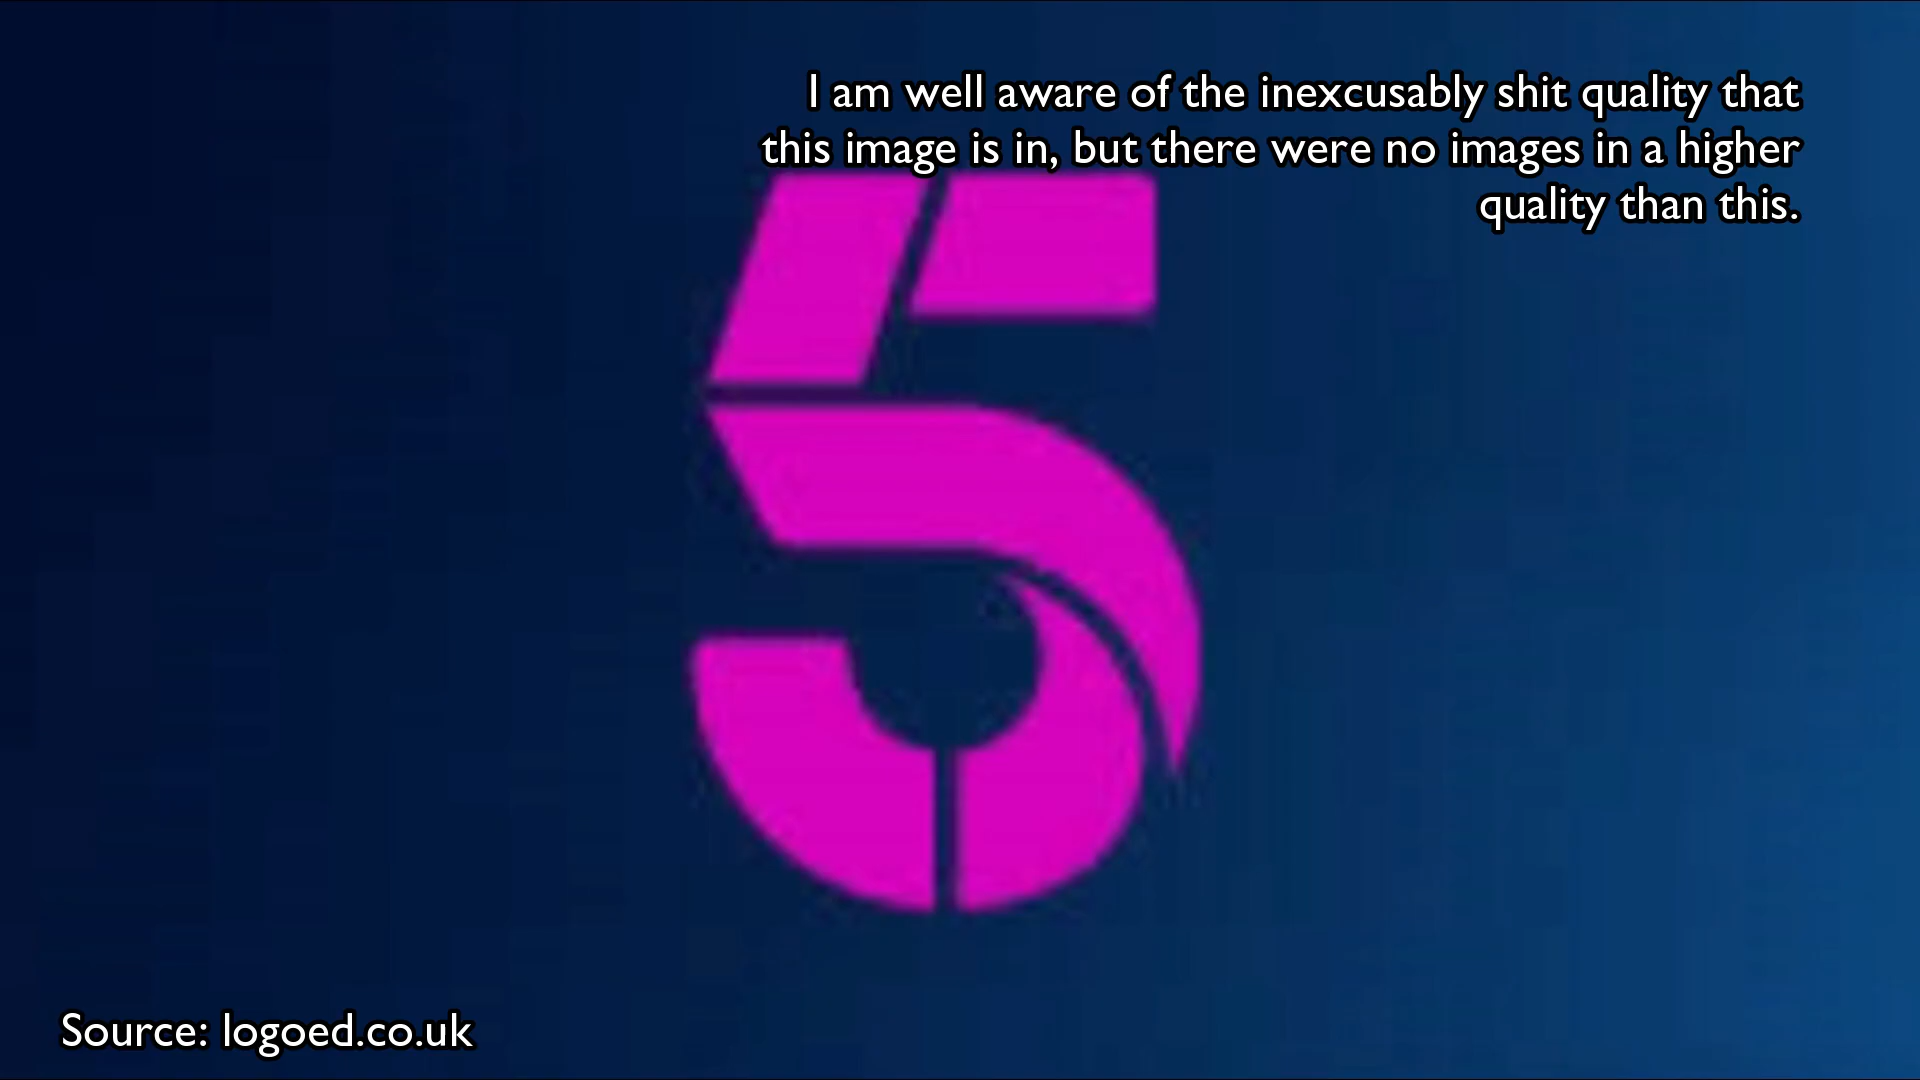 I am well aware of the inexcusably shit quality that
this image is in, but there were no images in a higher
quality than this.
5
Source: logoed.co.uk